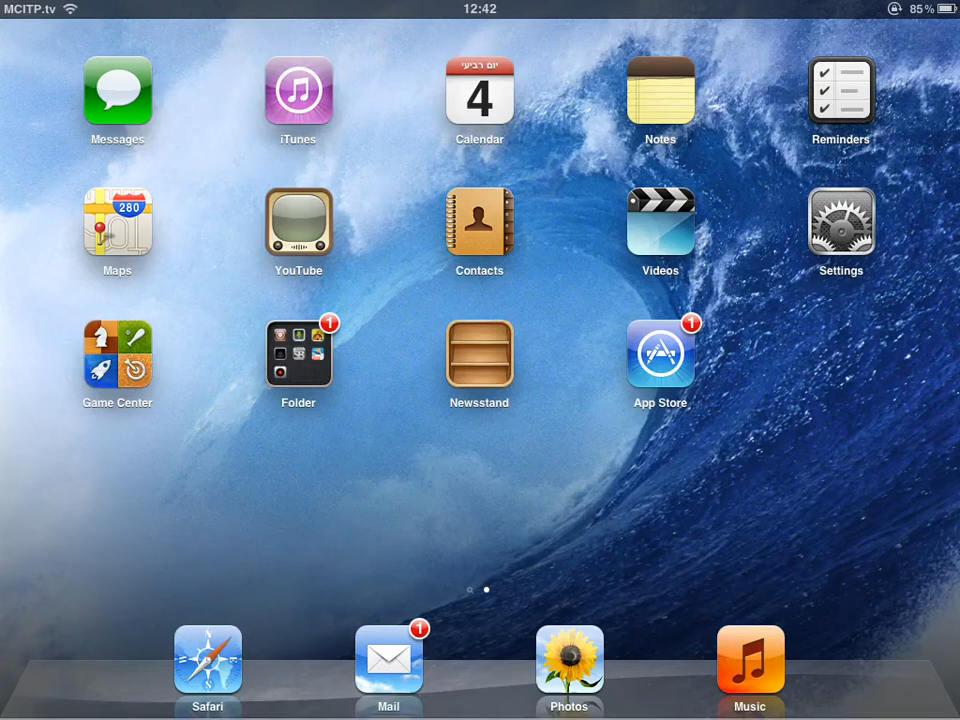 MCITP.tv
12:42
85%
יום רביעי
4
Messages
iTunes
Calendar
Notes
Reminders
280
Maps
YouTube
Contacts
Videos
Settings
1
1
Game Center
Folder
Newsstand
App Store
1
N
S
Safari
Mail
Photos
Music